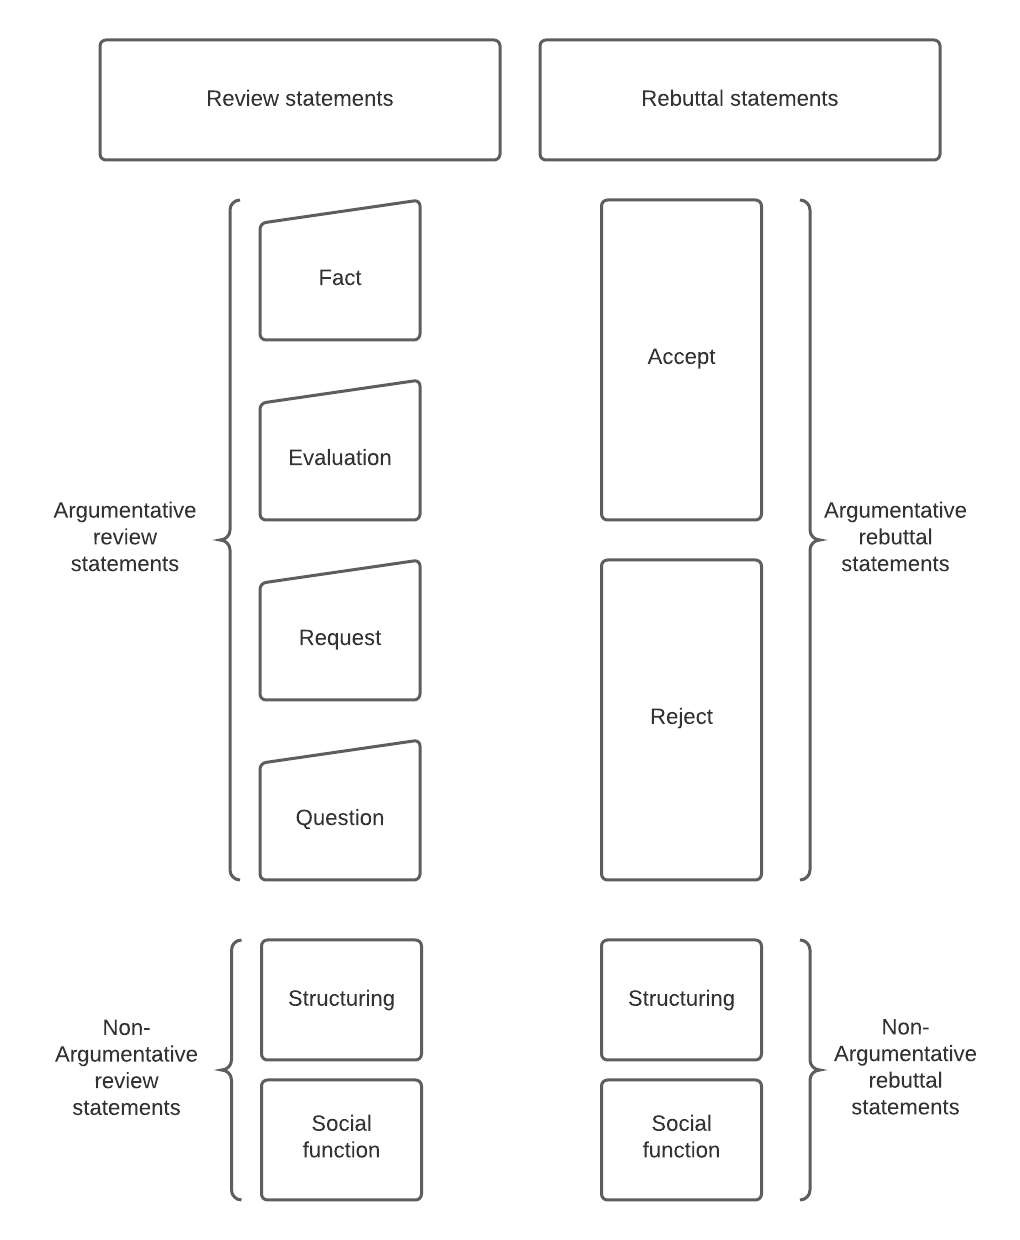 Review statements
Rebuttal statements
Fact
Evaluation
Request
Question
Argumentative
review
statements
Accept
Reject
Argumentative
rebuttal
statements
Structuring
Social
function
Non-
Argumentative
review
statements
Structuring
Social
function
Non-
Argumentative
rebuttal
statements